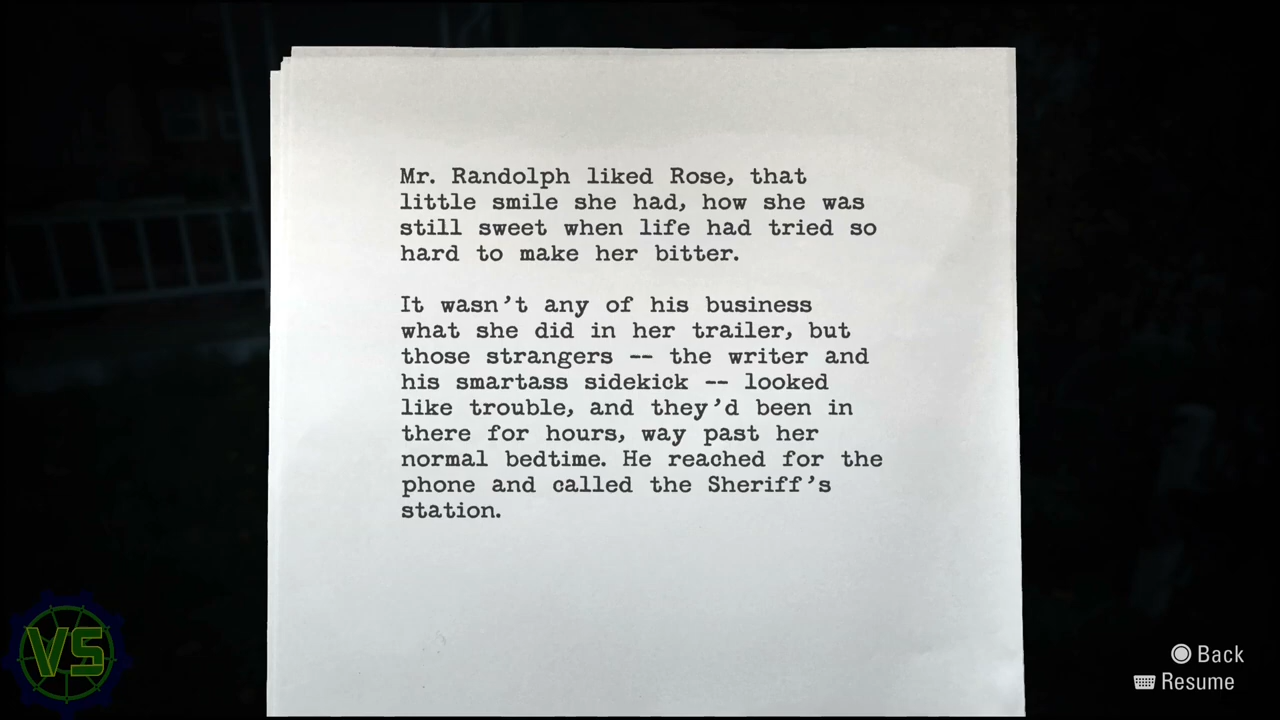 Mr. Randolph liked Rose, that
little smile she had, how she was
still sweet when life had tried so
hard to make her bitter.
It wasn't any of his business
what she did in her trailer, but
those strangers -- the writer and
his smartass sidekick -- looked
like trouble, and they'd been in
there for hours, way past her
normal bedtime. He reached for the
phone and called the Sheriff's
station.
VS
Back
Resume